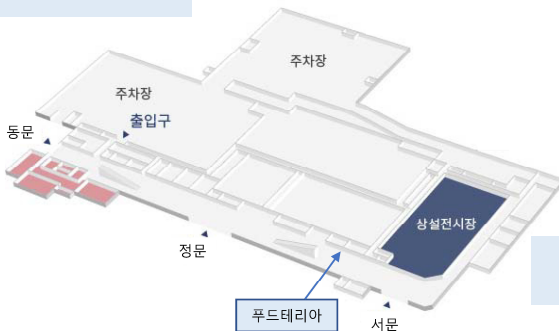 주차장
주차장
출입구
동문
상설전시장
정문
푸드테리아
서문